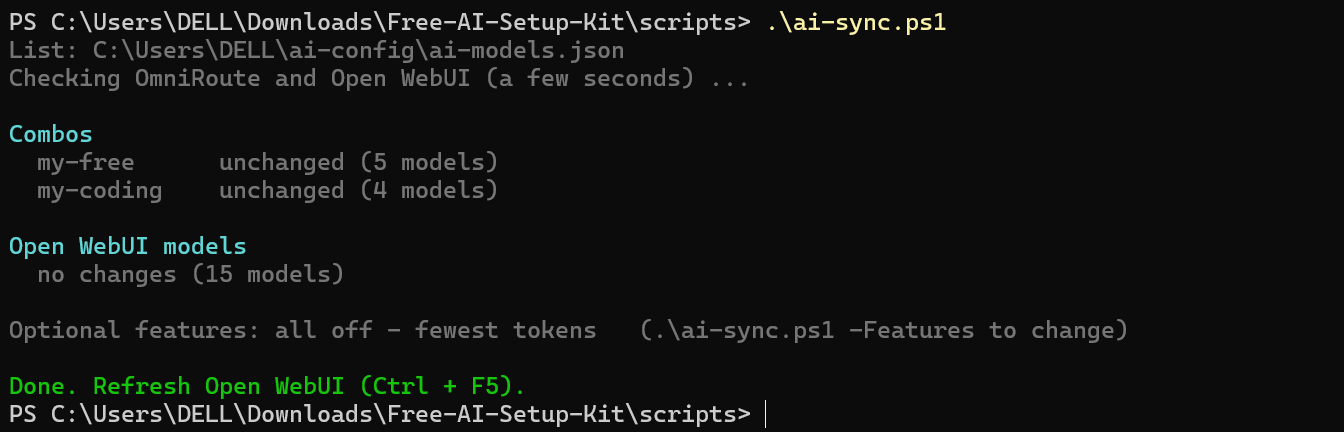 PS C:\Users\DELL\Downloads\Free-AI-Setup-Kit\scripts> .\ai-sync.ps1
List: C:\Users\DELL\ai-config\ai-models.json
Checking OmniRoute and Open WebUI (a few seconds) ...
Combos
my-free unchanged (5 models)
my-coding unchanged (4 models)
Open WebUI models
no changes (15 models)
Optional features: all off - fewest tokens (.\ai-sync.ps1 -Features to change)
Done. Refresh Open WebUI (Ctrl + F5).
PS C:\Users\DELL\Downloads\Free-AI-Setup-Kit\scripts>